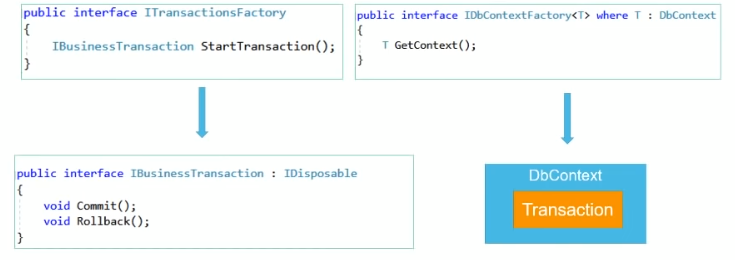 public interface ITransactionsFactory
{
IBusinessTransaction StartTransaction();
}
public interface IDbContextFactory<T> where T : DbContext
{
T GetContext();
}
public interface IBusinessTransaction : IDisposable
{
void Commit();
void Rollback();
}
DbContext
Transaction